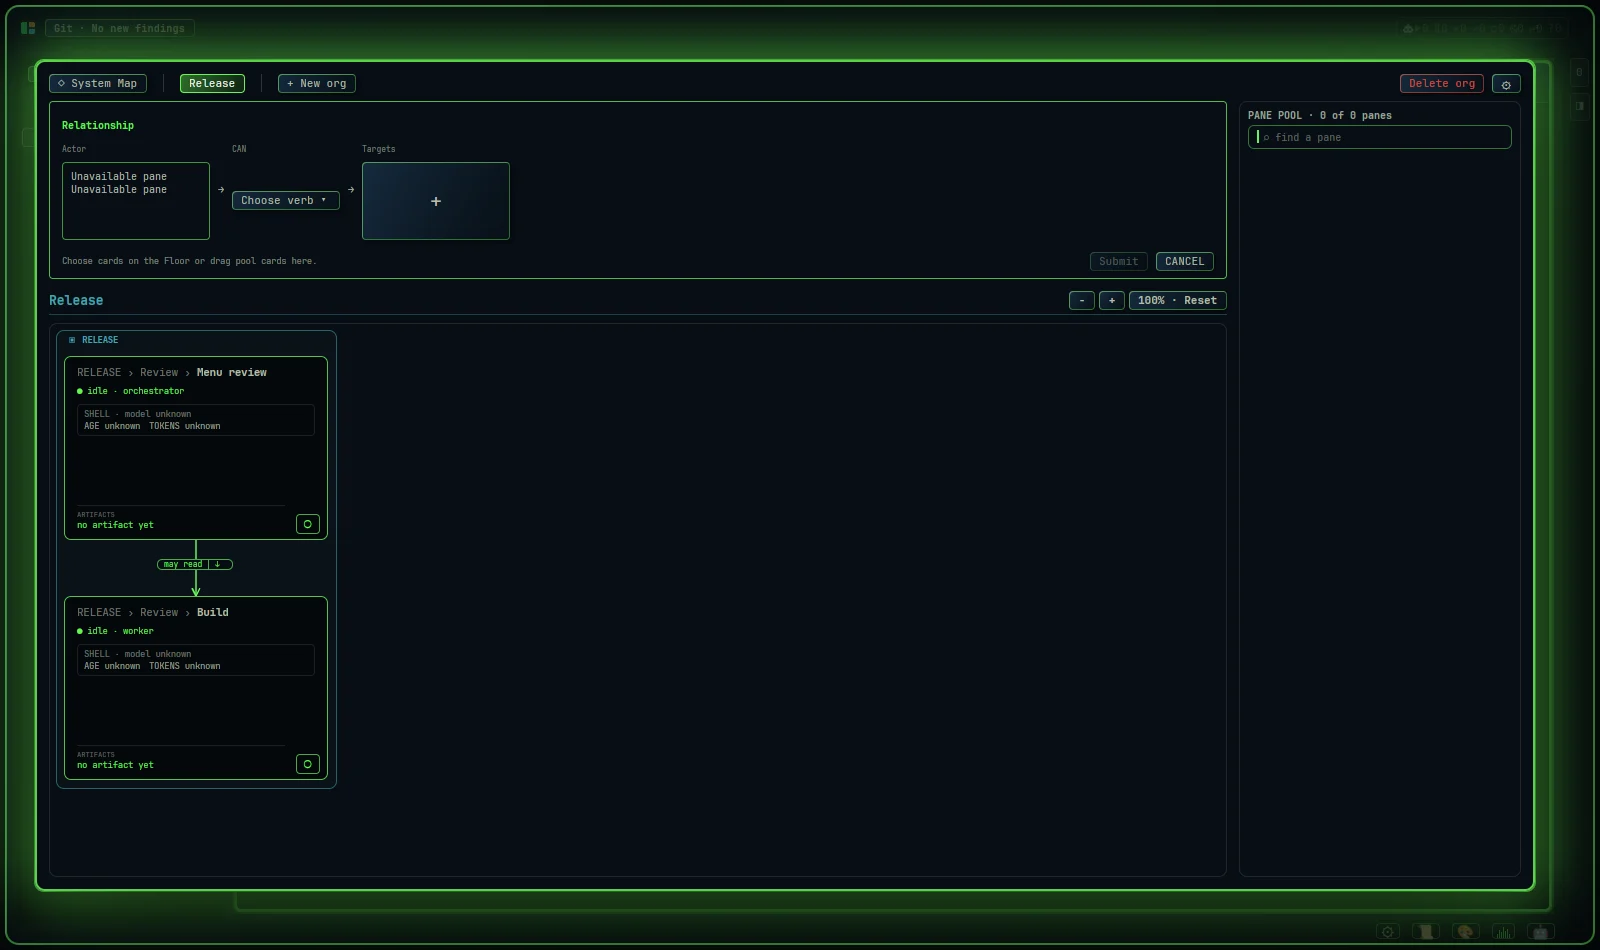 Git · No new findings
◇ System Map
Release
+ New org
Delete org
Relationship
Actor
CAN
Targets
Unavailable pane
Unavailable pane
→
Choose verb ▾
→
+
Choose cards on the Floor or drag pool cards here.
Submit
CANCEL
PANE POOL · 0 of 0 panes
⌕ find a pane
Release
-
+
100% · Reset
RELEASE
RELEASE › Review › Menu review
● idle · orchestrator
SHELL - model unknown
AGE unknown TOKENS unknown
ARTIFACTS
no artifact yet
may read | ↓
RELEASE › Review › Build
● idle · worker
SHELL - model unknown
AGE unknown TOKENS unknown
ARTIFACTS
no artifact yet